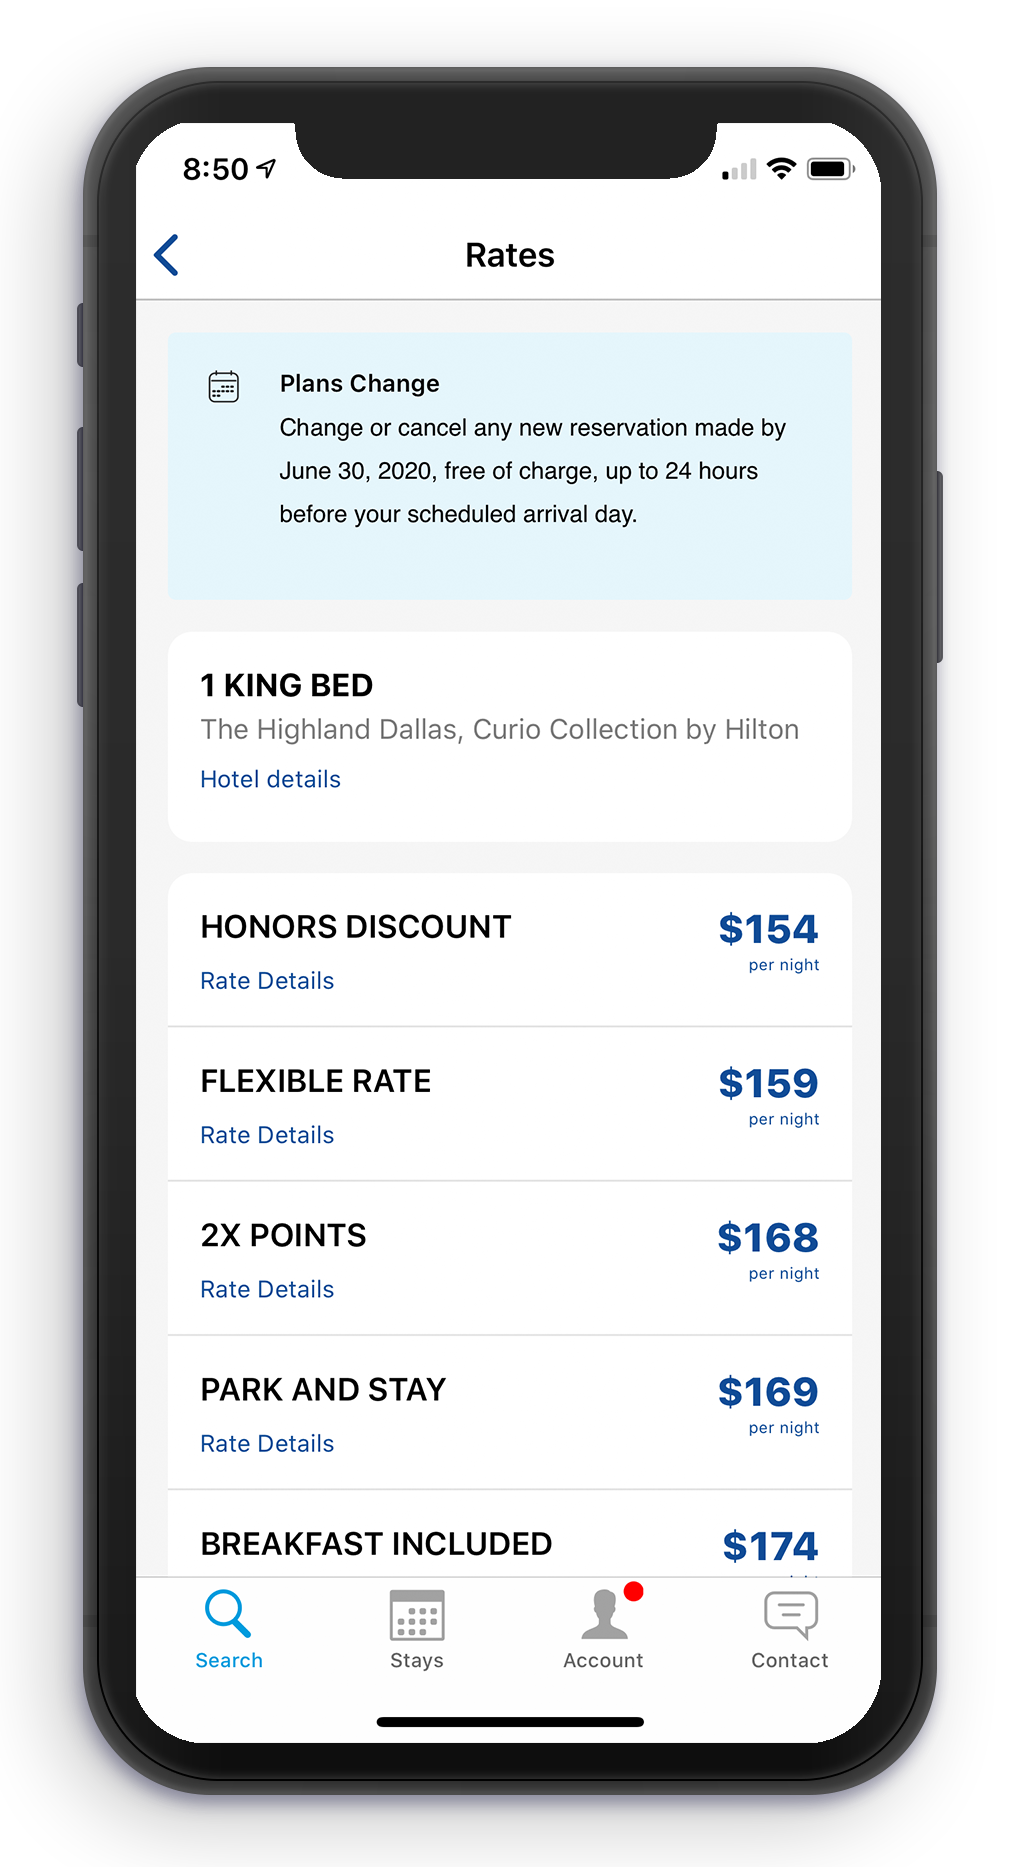 8:50
Rates
Plans Change
Change or cancel any new reservation made by
June 30, 2020, free of charge, up to 24 hours
before your scheduled arrival day.
1 KING BED
The Highland Dallas, Curio Collection by Hilton
Hotel details
HONORS DISCOUNT
$154
per night
Rate Details
FLEXIBLE RATE
$159
per night
Rate Details
2X POINTS
$168
per night
Rate Details
PARK AND STAY
$169
per night
Rate Details
BREAKFAST INCLUDED
$174
Search
Stays
Account
Contact